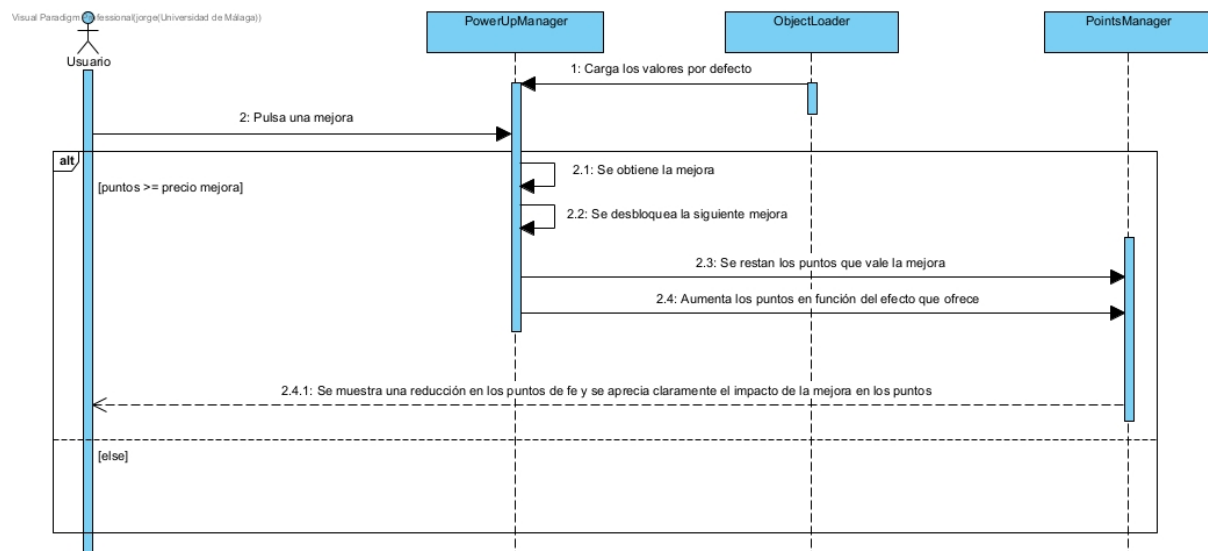 Visual Paradigm Professional(jorge(Universidad de Málaga))
Usuario
PowerUpManager
ObjectLoader
PointsManager
1: Carga los valores por defecto
2: Pulsa una mejora
alt
[puntos >= precio mejora]
2.1: Se obtiene la mejora
2.2: Se desbloquea la siguiente mejora
2.3: Se restan los puntos que vale la mejora
2.4: Aumenta los puntos en función del efecto que ofrece
2.4.1: Se muestra una reducción en los puntos de fe y se aprecia claramente el impacto de la mejora en los puntos
[else]